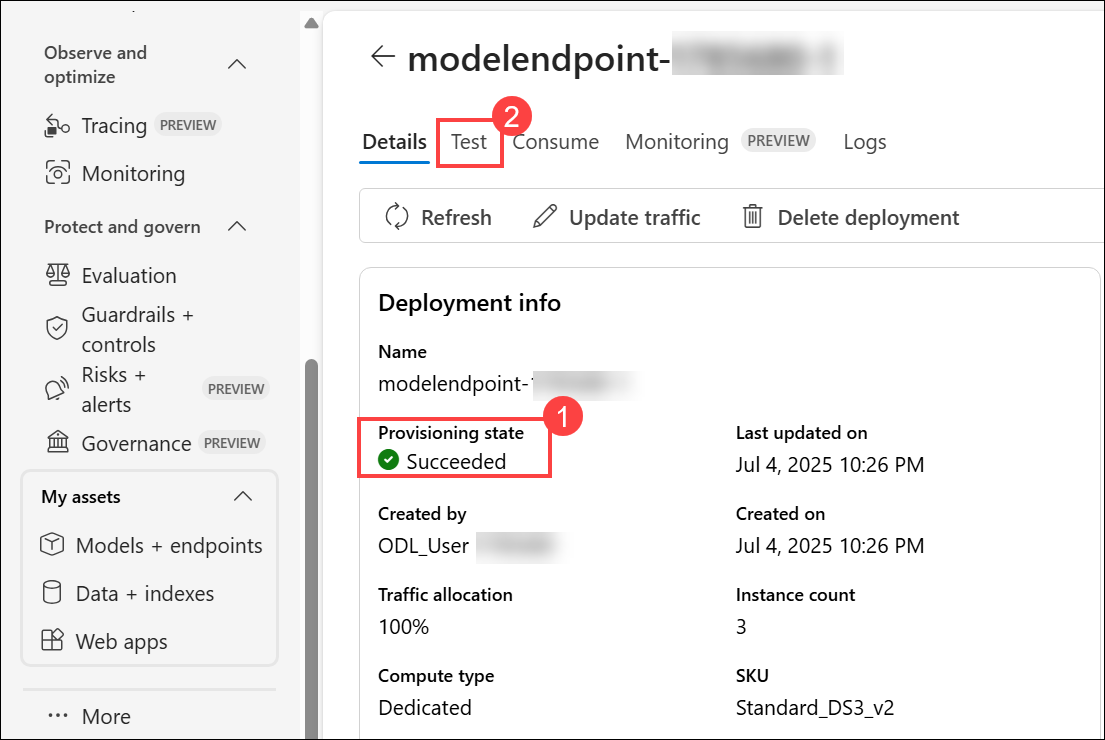 Observe and
optimize
Tracing PREVIEW
Monitoring
Protect and govern
Evaluation
Guardrails +
controls
Risks +
alerts
PREVIEW
Governance PREVIEW
My assets
Models + endpoints
Data + indexes
Web apps
More
modelendpoint-
2
Details Test Consume Monitoring PREVIEW Logs
Refresh Update traffic Delete deployment
Deployment info
Name
modelendpoint-
1
Provisioning state
Succeeded
Last updated on
Jul 4, 2025 10:26 PM
Created by
ODL_User
Created on
Jul 4, 2025 10:26 PM
Traffic allocation
100%
Instance count
3
Compute type
Dedicated
SKU
Standard_DS3_v2